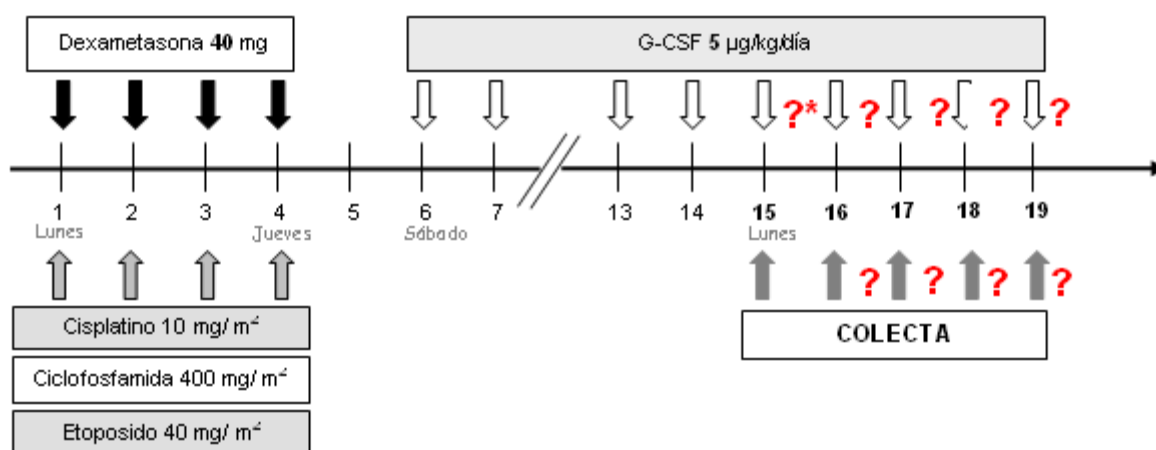 Dexametasona 40 mg
G-CSF 5 µg/kg/día
?* ? ? ? ?
1 2 3 4 5 6 7 13 14 15 16 17 18 19
Lunes Jueves Sábado Lunes
? ? ? ?
Cisplatino 10 mg/ m²
COLECTA
Ciclofosfamida 400 mg/ m²
Etoposido 40 mg/ m²